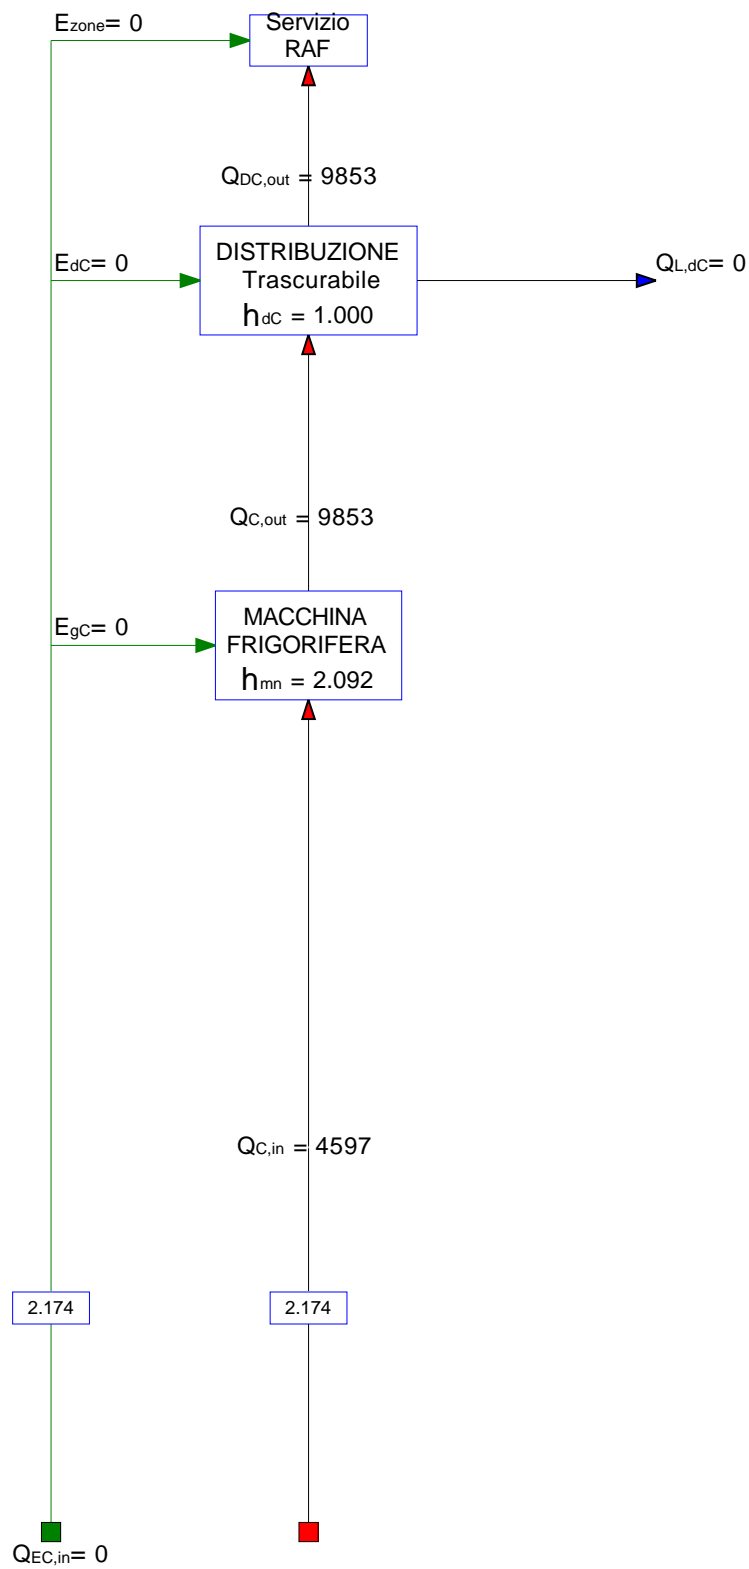 Ezone= 0
Servizio
RAF
QDC,out = 9853
DISTRIBUZIONE
Trascurabile
hdC = 1.000
EdC= 0
QL,dC= 0
QC,out = 9853
EgC= 0
MACCHINA
FRIGORIFERA
hmn = 2.092
QC,in = 4597
2.174
2.174
QEC,in= 0